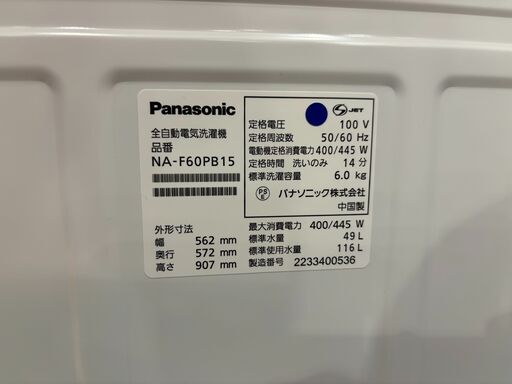 Panasonic
全自動電気洗濯機
品番
NA-F60PB15
外形寸法
幅 562 mm
奥行 572 mm
高さ 907 mm
S JET
定格電圧 100 V
定格周波数 50/60 Hz
電動機定格消費電力 400/445 W
定格時間 洗いのみ 14 分
標準洗濯容量 6.0 kg
PS E パナソニック株式会社
中国製
最大消費電力 400/445 W
標準水量 49 L
標準使用水量 116 L
製造番号 2233400536